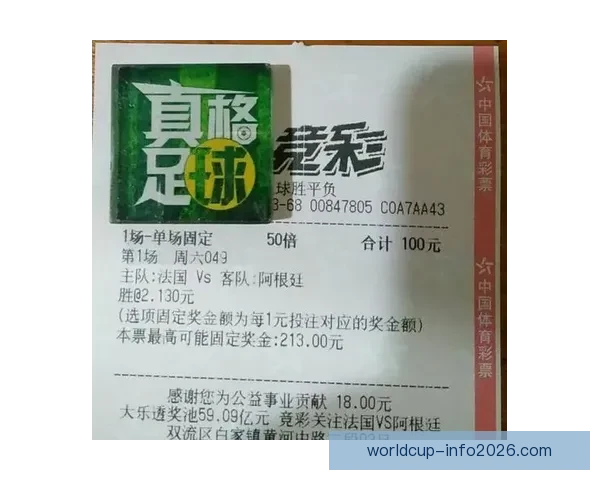 真格
足球
竞彩
球胜平负
3-68 00847805 C0A7AA43
1场-单场固定 50倍 合计 100元
第1场 周六049
主队:法国 Vs 客队:阿根廷
胜@2.130元
(选项固定奖金额为每1元投注对应的奖金额)
本票最高可能固定奖金:213.00元
感谢您为公益事业贡献 18.00元
大乐透奖池59.09亿元 竞彩关注法国VS阿根廷
双流区白家镇黄河中路
中国体育彩票
中国体育彩票
worldcup-info2026.com